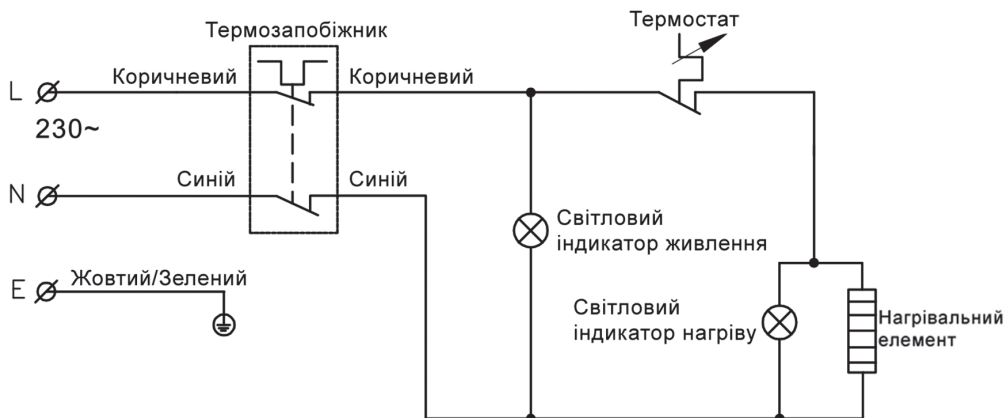 Термозапобіжник
Термостат
L
Коричневий
Коричневий
230~
N
Синій
Синій
E
Жовтий/Зелений
Світловий
індикатор живлення
Світловий
індикатор нагріву
Нагрівальний
елемент